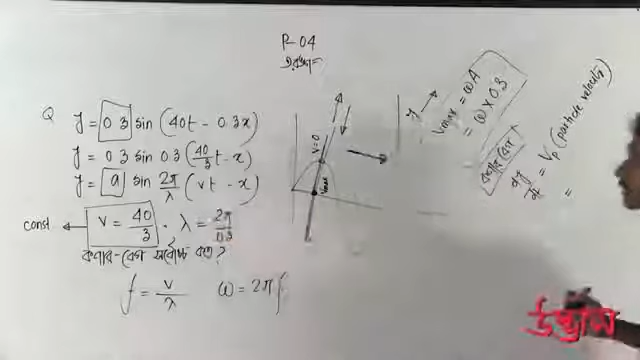 P-04
তরঙ্গ
Q y = 0.3 sin (40t - 0.3x)
y = 0.3 sin 0.3 (40/3 t - x)
y = a sin 2π/λ (vt - x)
const ← v = 40/3 . λ = 2π/0.3
কণার বেগ সর্বোচ্চ কত?
f = v/λ ω = 2πf
v=0
Vmax
y →
Vmax = ωA
= ω × 0.3
কণার বেগ
dy/dt = Vp (particle velocity)
=
উদ্ভাস